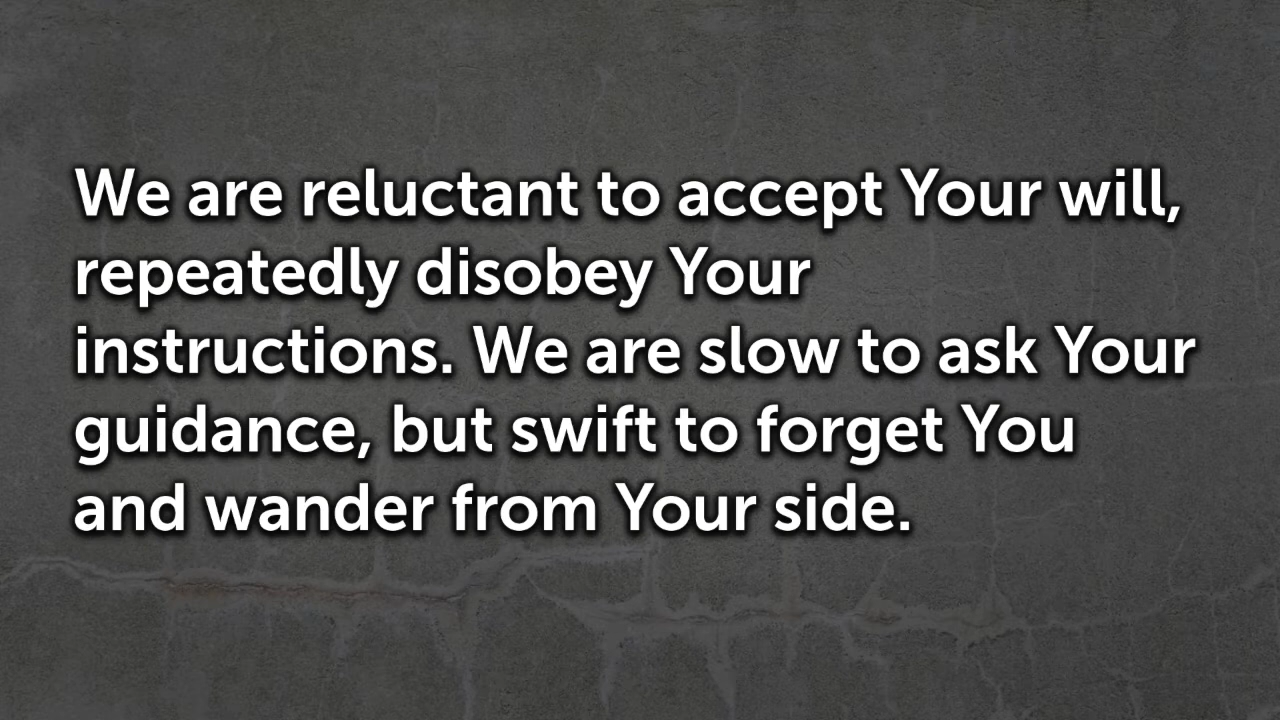 We are reluctant to accept Your will,
repeatedly disobey Your
instructions. We are slow to ask Your
guidance, but swift to forget You
and wander from Your side.